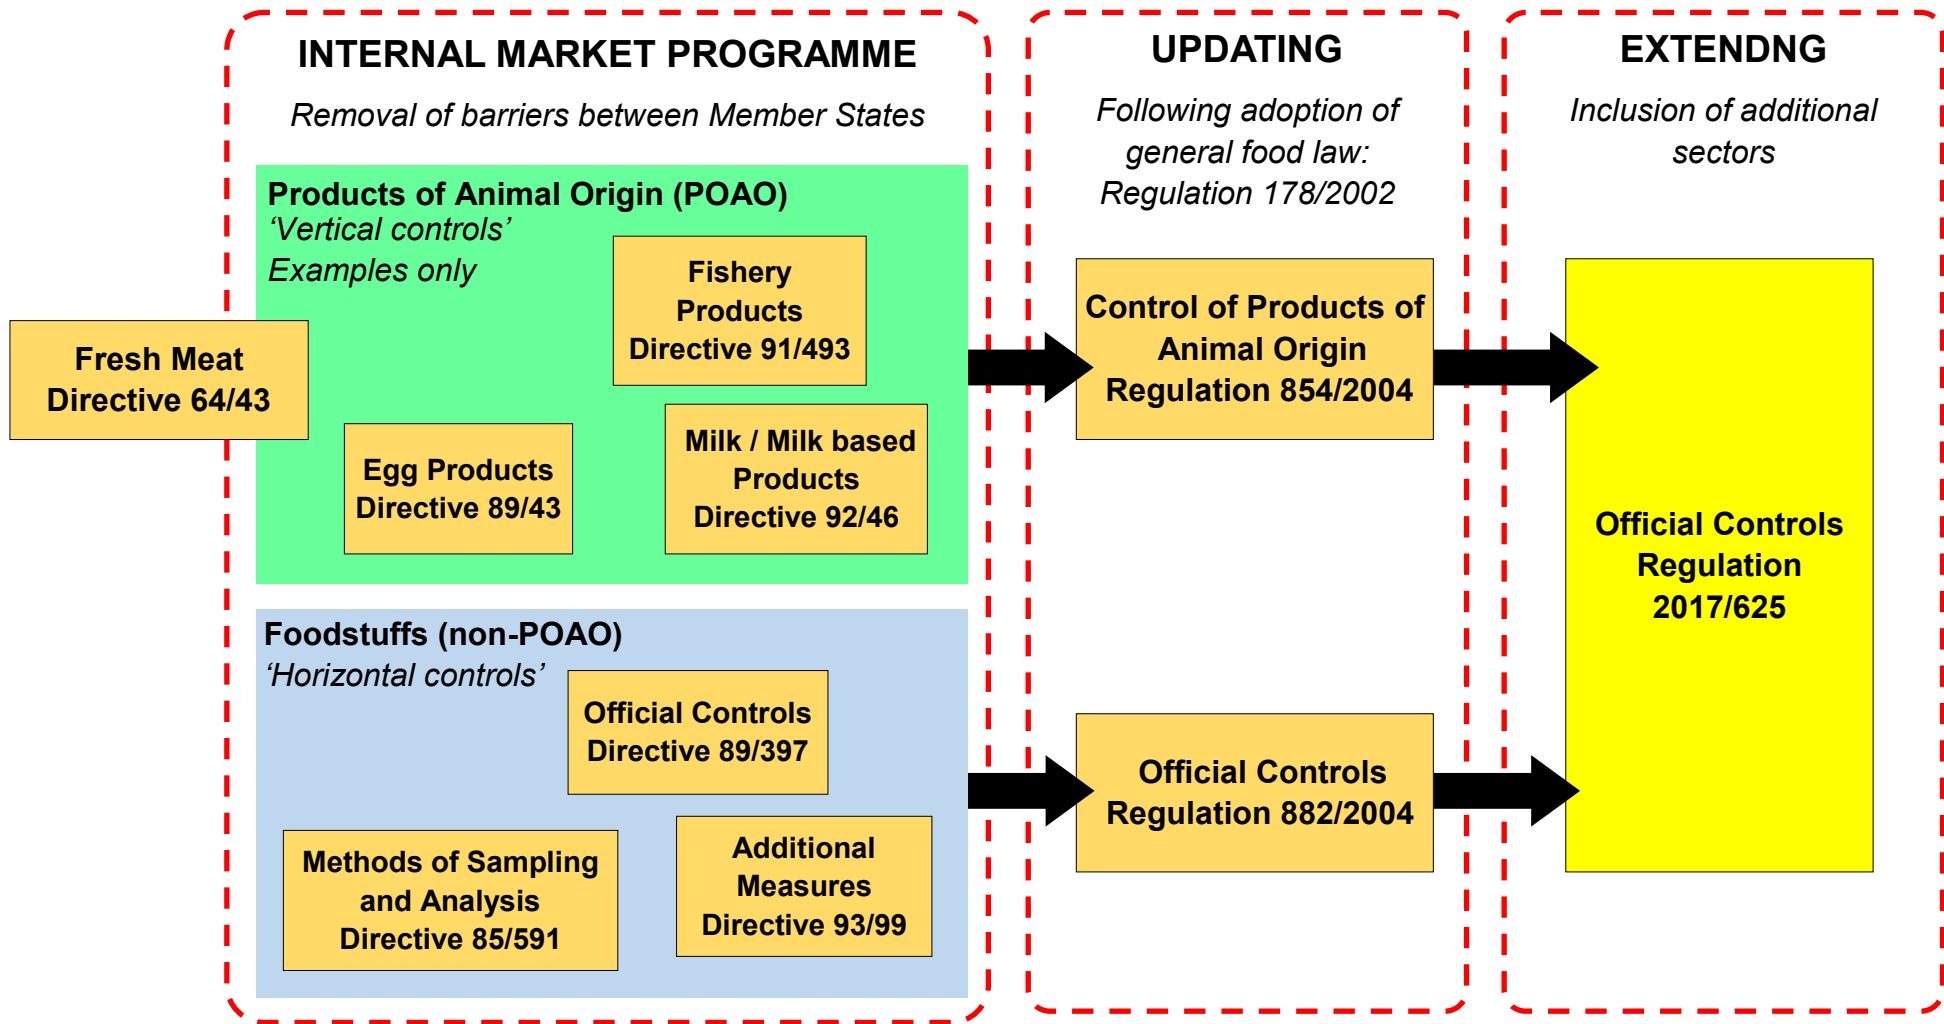 INTERNAL MARKET PROGRAMME
Removal of barriers between Member States
Products of Animal Origin (POAO)
‘Vertical controls’
Examples only
Fishery
Products
Directive 91/493
Fresh Meat
Directive 64/43
Egg Products
Directive 89/43
Milk / Milk based
Products
Directive 92/46
Foodstuffs (non-POAO)
‘Horizontal controls’
Official Controls
Directive 89/397
Methods of Sampling
and Analysis
Directive 85/591
Additional
Measures
Directive 93/99
UPDATING
Following adoption of
general food law:
Regulation 178/2002
Control of Products of
Animal Origin
Regulation 854/2004
Official Controls
Regulation 882/2004
EXTENDNG
Inclusion of additional
sectors
Official Controls
Regulation
2017/625